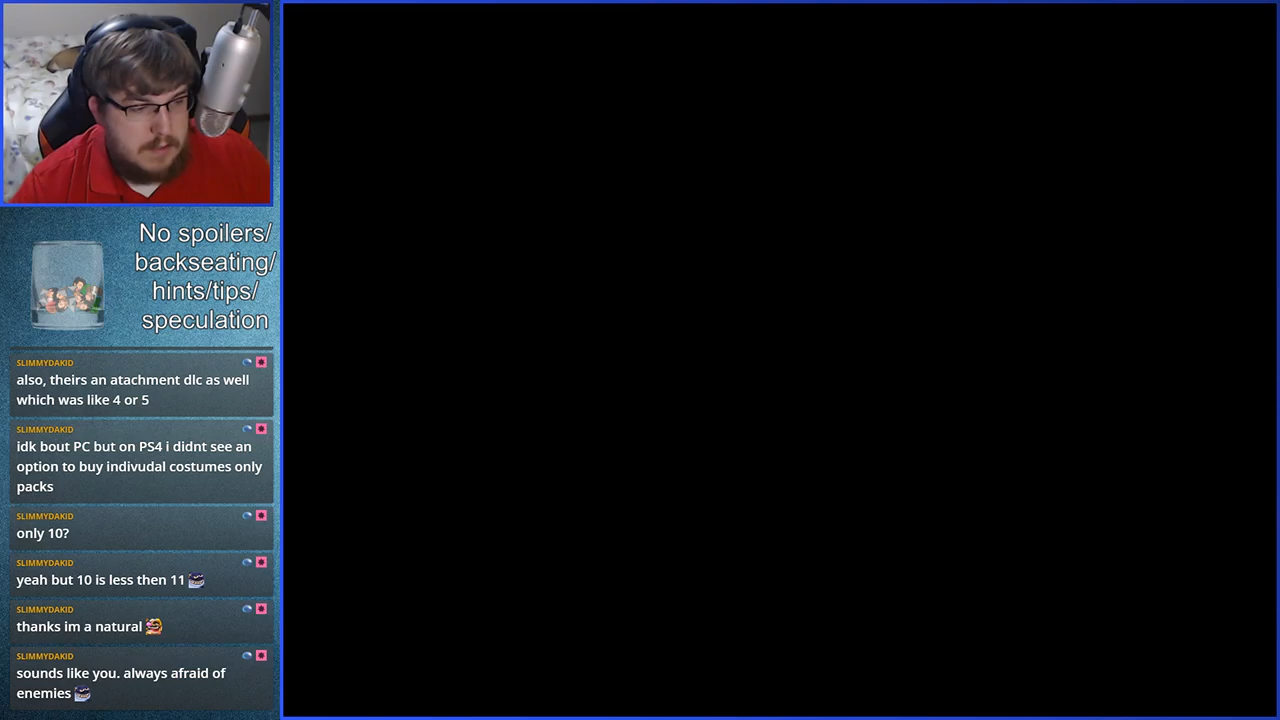 No spoilers/
backseating/
hints/tips/
speculation
SLIMMYDAKID
also, theirs an atachment dlc as well
which was like 4 or 5
SLIMMYDAKID
idk bout PC but on PS4 i didnt see an
option to buy indivudal costumes only
packs
SLIMMYDAKID
only 10?
SLIMMYDAKID
yeah but 10 is less then 11
SLIMMYDAKID
thanks im a natural
SLIMMYDAKID
sounds like you. always afraid of
enemies